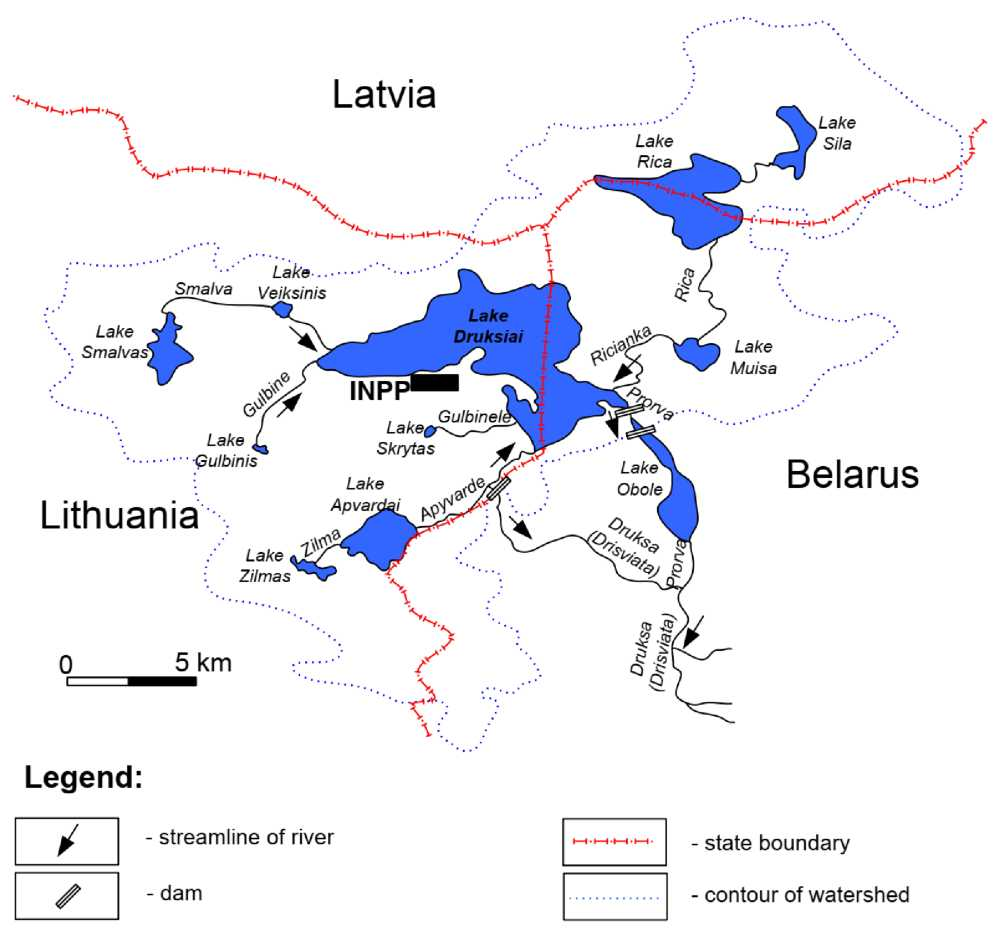 Latvia
Lake
Sila
Lake
Rica
Lake
Veiksinis
Smalva
Rica
Lake
Smalvas
Lake
Druksiai
Ricianka
Lake
Muisa
INPP
Gulbine
Prorva
Gulbinele
Lake
Skrytas
Lake
Gulbinis
Belarus
Lake
Obole
Lake
Apvardai
Apyvarde
Lithuania
Zilma
Lake
Zilmas
Druksa
(Drisviata)
Prorva
Druksa
(Drisviata)
0
5 km
Legend:
- streamline of river
- dam
- state boundary
- contour of watershed